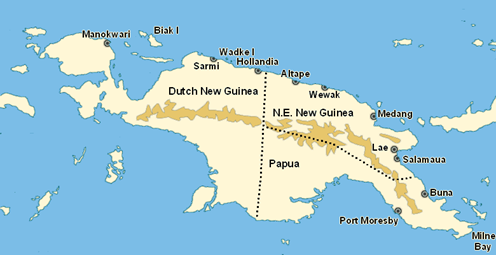 Manokwari
Biak I
Wadke I
Sarmi
Hollandia
Altape
Dutch New Guinea
Wewak
N.E. New Guinea
Medang
Lae
Salamaua
Papua
Buna
Port Moresby
Milne
Bay